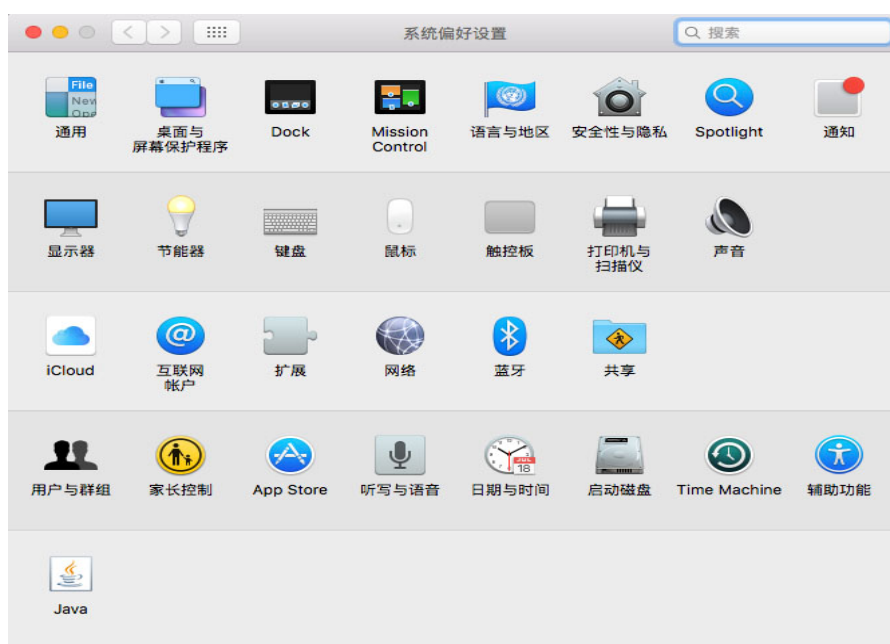 系统偏好设置
搜索
File
New
Ope
通用
桌面与
屏幕保护程序
Dock
Mission
Control
语言与地区
安全性与隐私
Spotlight
通知
显示器
节能器
键盘
鼠标
触控板
打印机与
扫描仪
声音
iCloud
@
互联网
帐户
扩展
网络
蓝牙
共享
用户与群组
家长控制
App Store
听写与语音
JUL
18
日期与时间
启动磁盘
Time Machine
辅助功能
Java